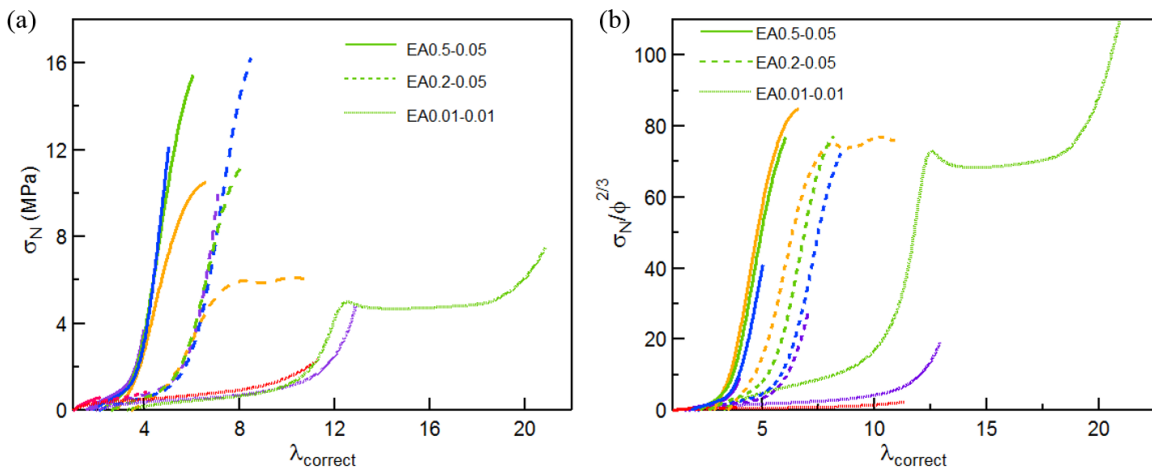 (a)
σN (MPa)
16
12
8
4
0
4
8
12
16
20
λcorrect
EA0.5-0.05
EA0.2-0.05
EA0.01-0.01
(b)
σN/ϕ2/3
100
80
60
40
20
0
5
10
15
20
λcorrect
EA0.5-0.05
EA0.2-0.05
EA0.01-0.01